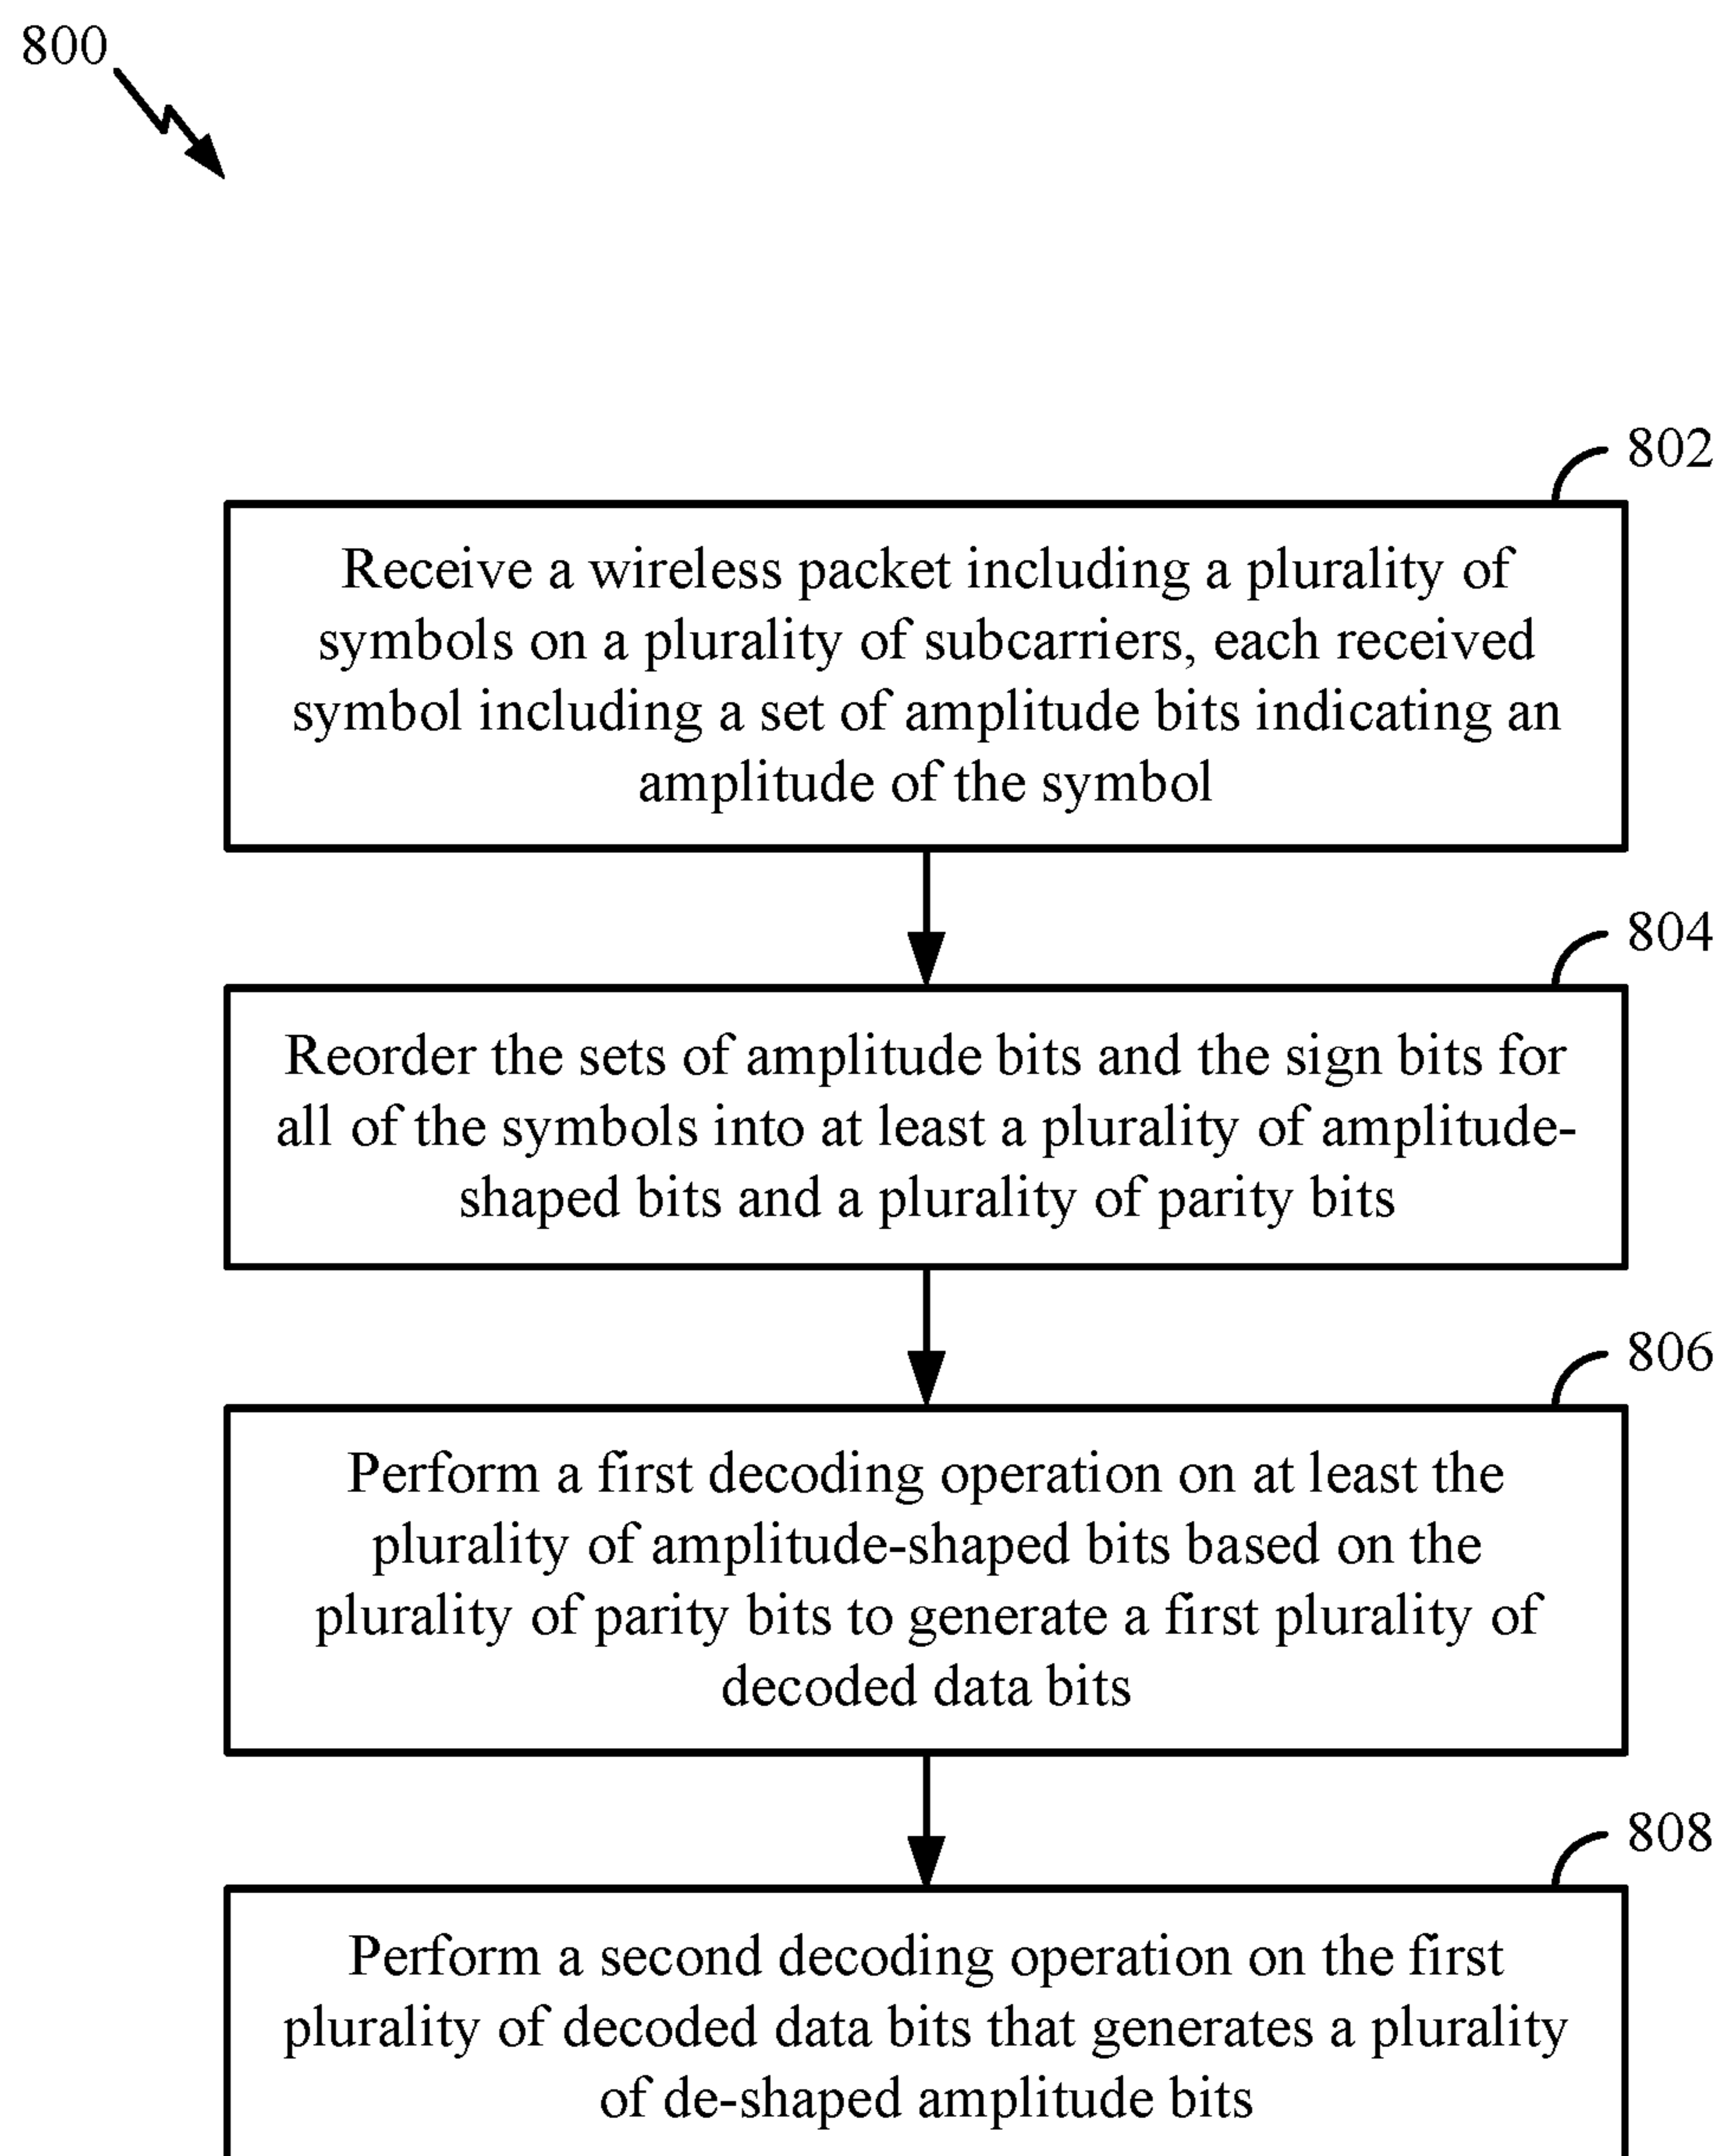 800
802
Receive a wireless packet including a plurality of
symbols on a plurality of subcarriers, each received
symbol including a set of amplitude bits indicating an
amplitude of the symbol
804
Reorder the sets of amplitude bits and the sign bits for
all of the symbols into at least a plurality of amplitude-
shaped bits and a plurality of parity bits
806
Perform a first decoding operation on at least the
plurality of amplitude-shaped bits based on the
plurality of parity bits to generate a first plurality of
decoded data bits
808
Perform a second decoding operation on the first
plurality of decoded data bits that generates a plurality
of de-shaped amplitude bits